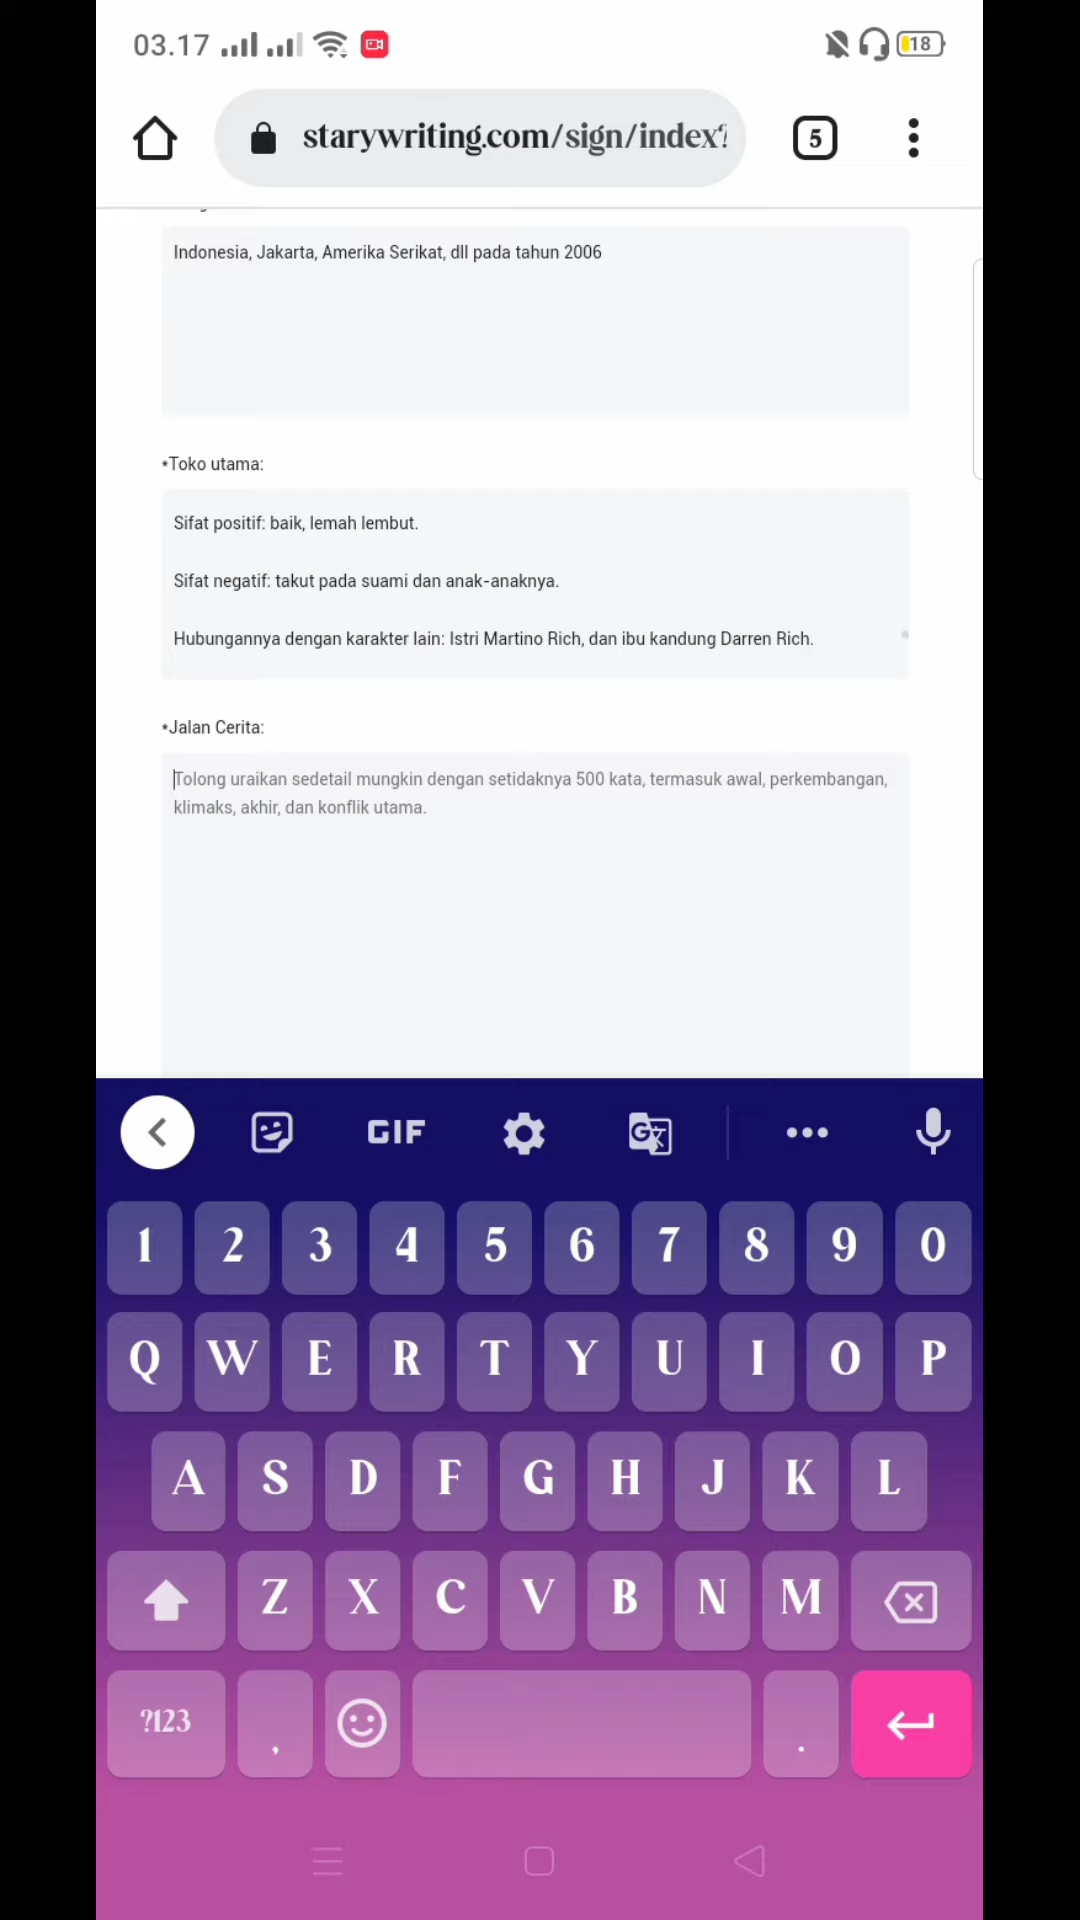 03.17
18
starywriting.com/sign/index?
5
Indonesia, Jakarta, Amerika Serikat, dll pada tahun 2006
*Toko utama:
Sifat positif: baik, lemah lembut.
Sifat negatif: takut pada suami dan anak-anaknya.
Hubungannya dengan karakter lain: Istri Martino Rich, dan ibu kandung Darren Rich.
*Jalan Cerita:
Tolong uraikan sedetail mungkin dengan setidaknya 500 kata, termasuk awal, perkembangan,
klimaks, akhir, dan konflik utama.
GIF
1 2 3 4 5 6 7 8 9 0
Q W E R T Y U I O P
A S D F G H J K L
Z X C V B N M
?123 , .